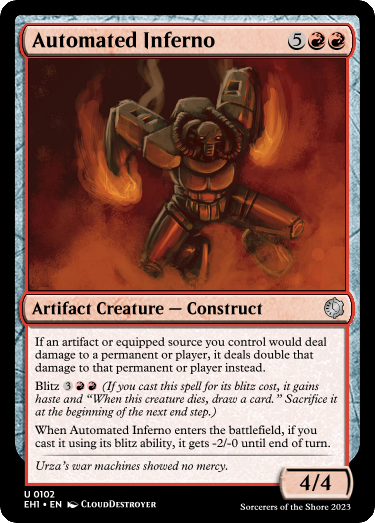 Automated Inferno 5
Artifact Creature — Construct
If an artifact or equipped source you control would deal
damage to a permanent or player, it deals double that
damage to that permanent or player instead.
Blitz 3 (If you cast this spell for its blitz cost, it gains
haste and “When this creature dies, draw a card.” Sacrifice it
at the beginning of the next end step.)
When Automated Inferno enters the battlefield, if you
cast it using its blitz ability, it gets -2/-0 until end of turn.
Urza's war machines showed no mercy.
4/4
U 0102
EH1 • EN CloudDestroyer
Sorcerers of the Shore 2023